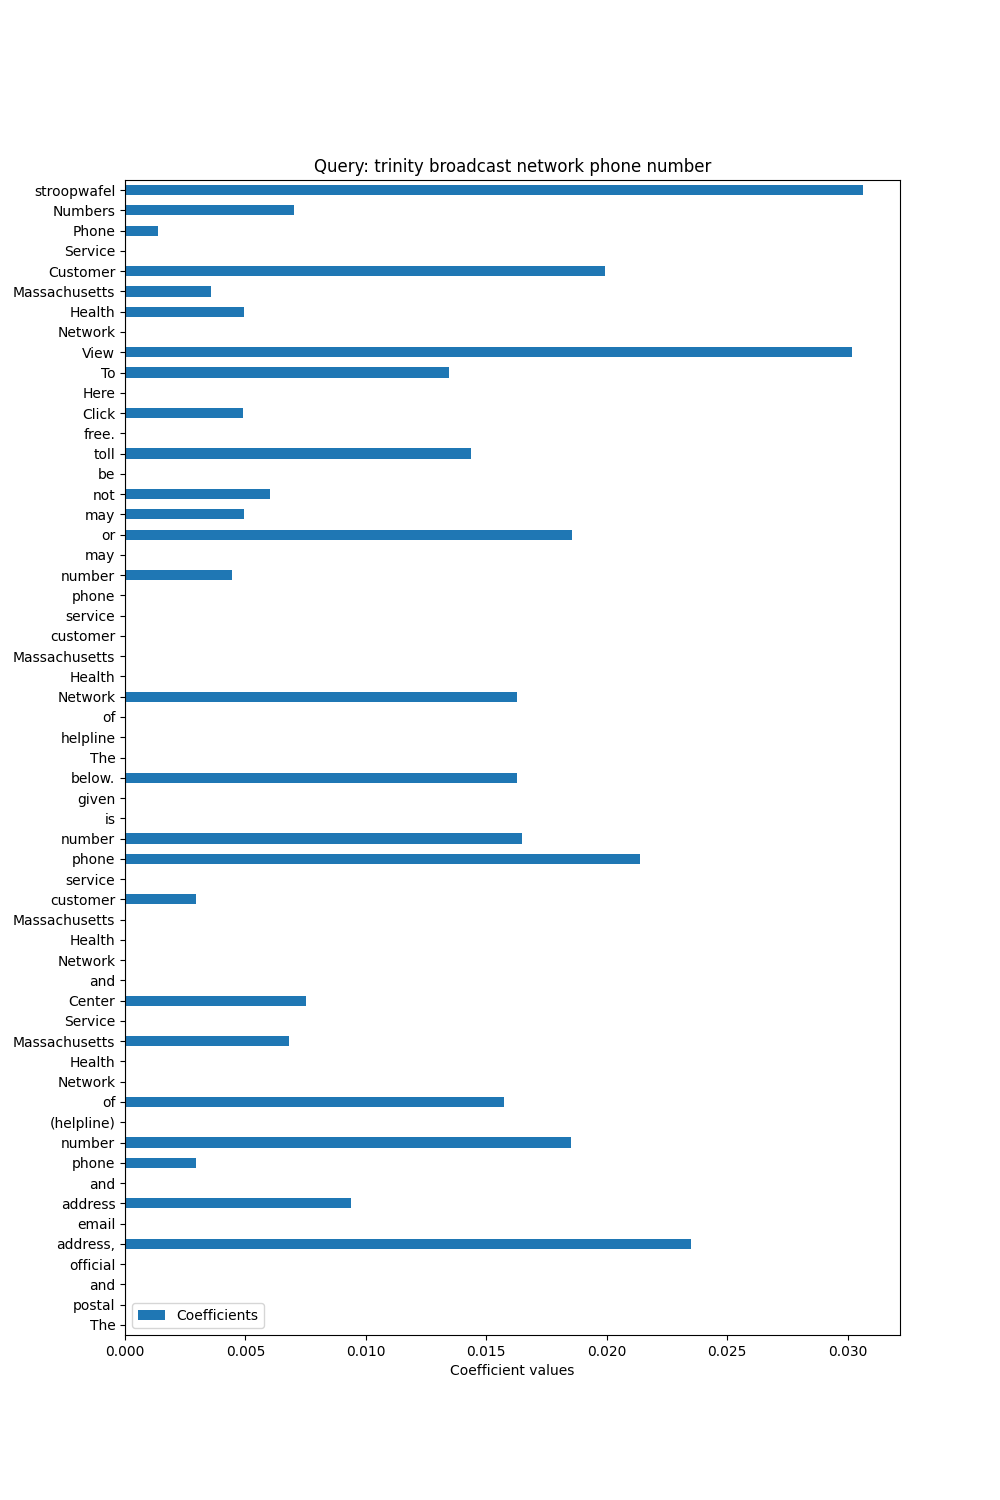 Query: trinity broadcast network phone number
stroopwafel
Numbers
Phone
Service
Customer
Massachusetts
Health
Network
View
To
Here
Click
free.
toll
be
not
may
or
may
number
phone
service
customer
Massachusetts
Health
Network
of
helpline
The
below.
given
is
number
phone
service
customer
Massachusetts
Health
Network
and
Center
Service
Massachusetts
Health
Network
of
(helpline)
number
phone
and
address
email
address,
official
and
postal
The
Coefficients
0.000 0.005 0.010 0.015 0.020 0.025 0.030
Coefficient values